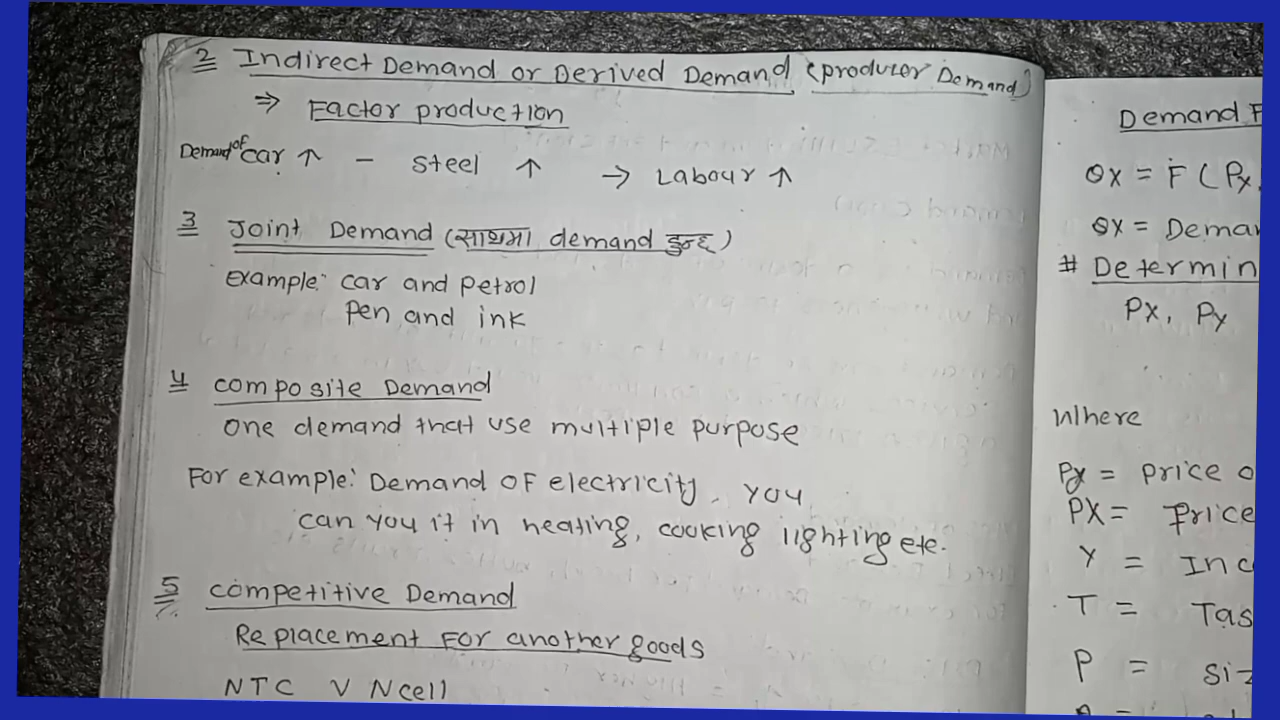 2 Indirect Demand or Derived Demand (producer Demand)
⇒ Factor production
Demand of car ↑ - Steel ↑ → Labour ↑
3 Joint Demand (साथमा demand हुन्छ)
Example: car and petrol
Pen and ink
4 composite Demand
One demand that use multiple purpose
For example: Demand of electricity, you
can you it in heating, cooking lighting etc.
5 competitive Demand
Replacement For another goods
NTC V Ncell
Demand F
QX = F (Px,
QX = Deman
# Determin
PX, Py
Where
Py = price o
PX = Price
Y = Inc
T = Tas
P = Siz